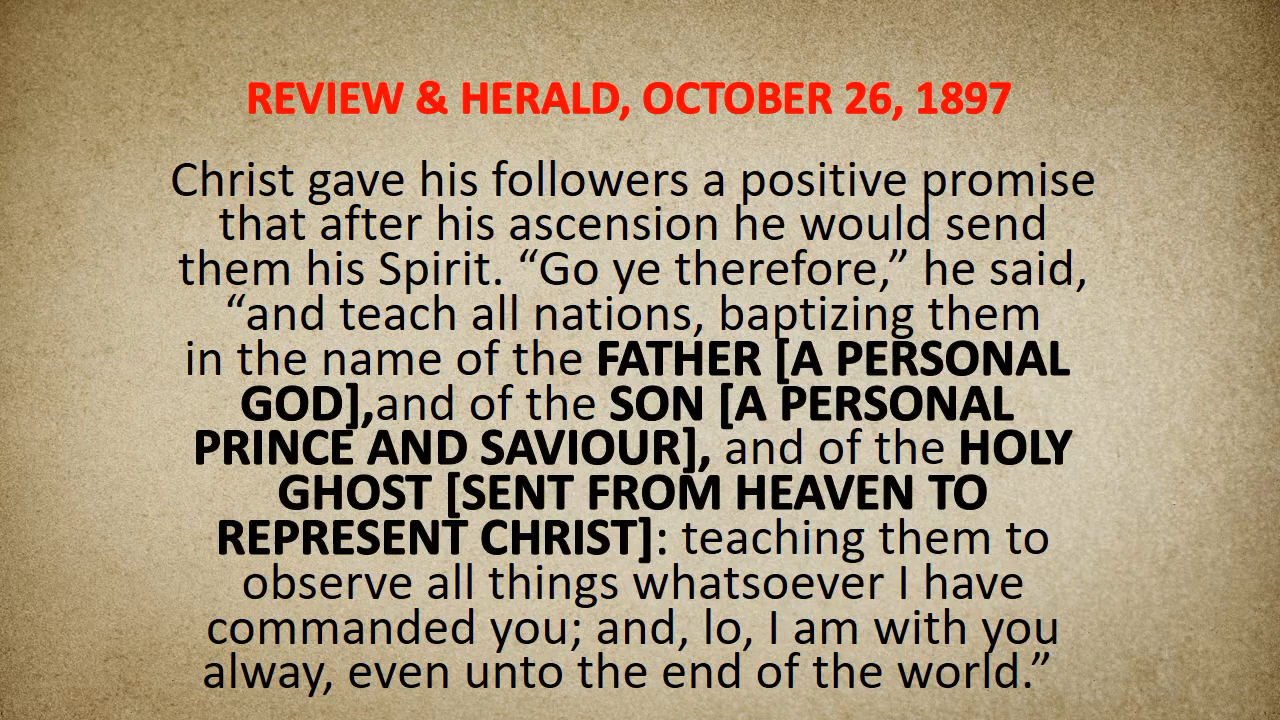 REVIEW & HERALD, OCTOBER 26, 1897
Christ gave his followers a positive promise
that after his ascension he would send
them his Spirit. “Go ye therefore,” he said,
“and teach all nations, baptizing them
in the name of the FATHER [A PERSONAL
GOD],and of the SON [A PERSONAL
PRINCE AND SAVIOUR], and of the HOLY
GHOST [SENT FROM HEAVEN TO
REPRESENT CHRIST]: teaching them to
observe all things whatsoever I have
commanded you; and, lo, I am with you
alway, even unto the end of the world.”